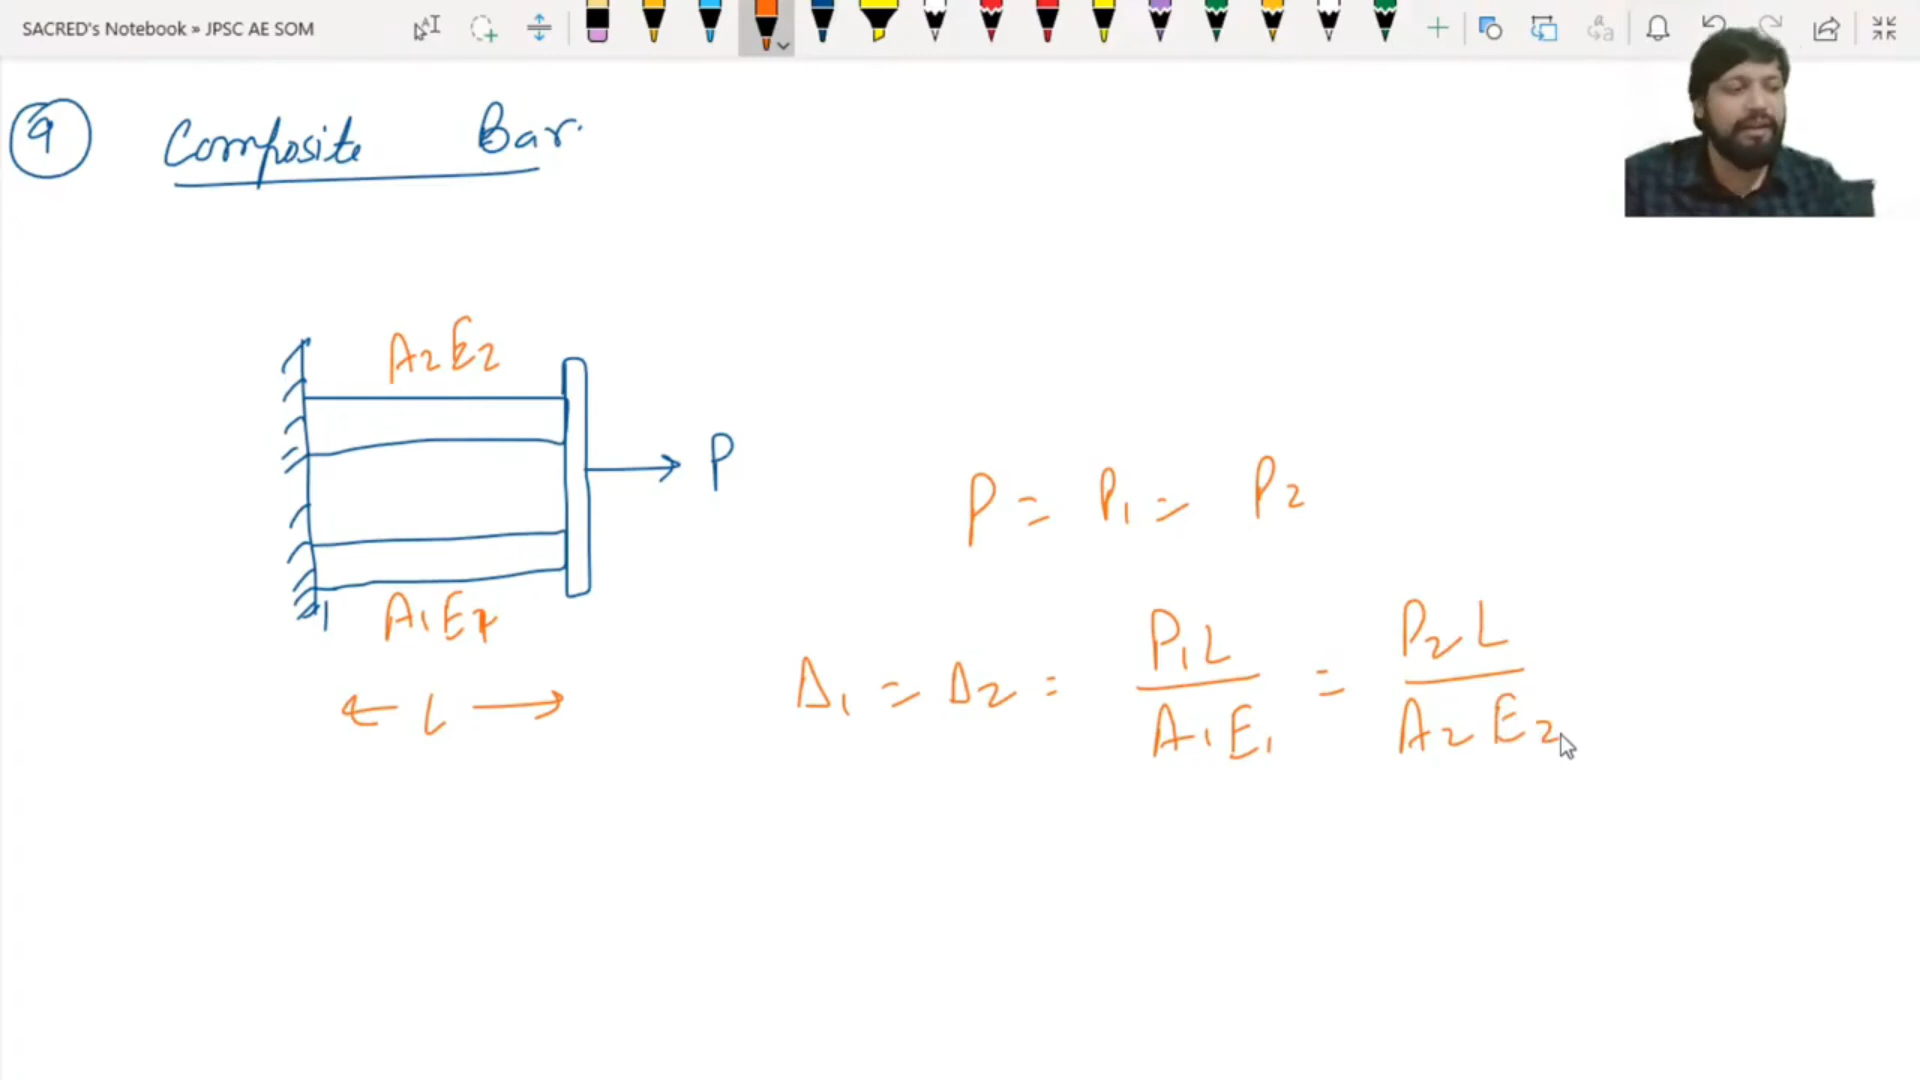 SACRED's Notebook » JPSC AE SOM
9 Composite Bar.
A2E2
P
P = P1 = P2
A1E1
Δ1 = Δ2 = P1L/A1E1 = P2L/A2E2
L